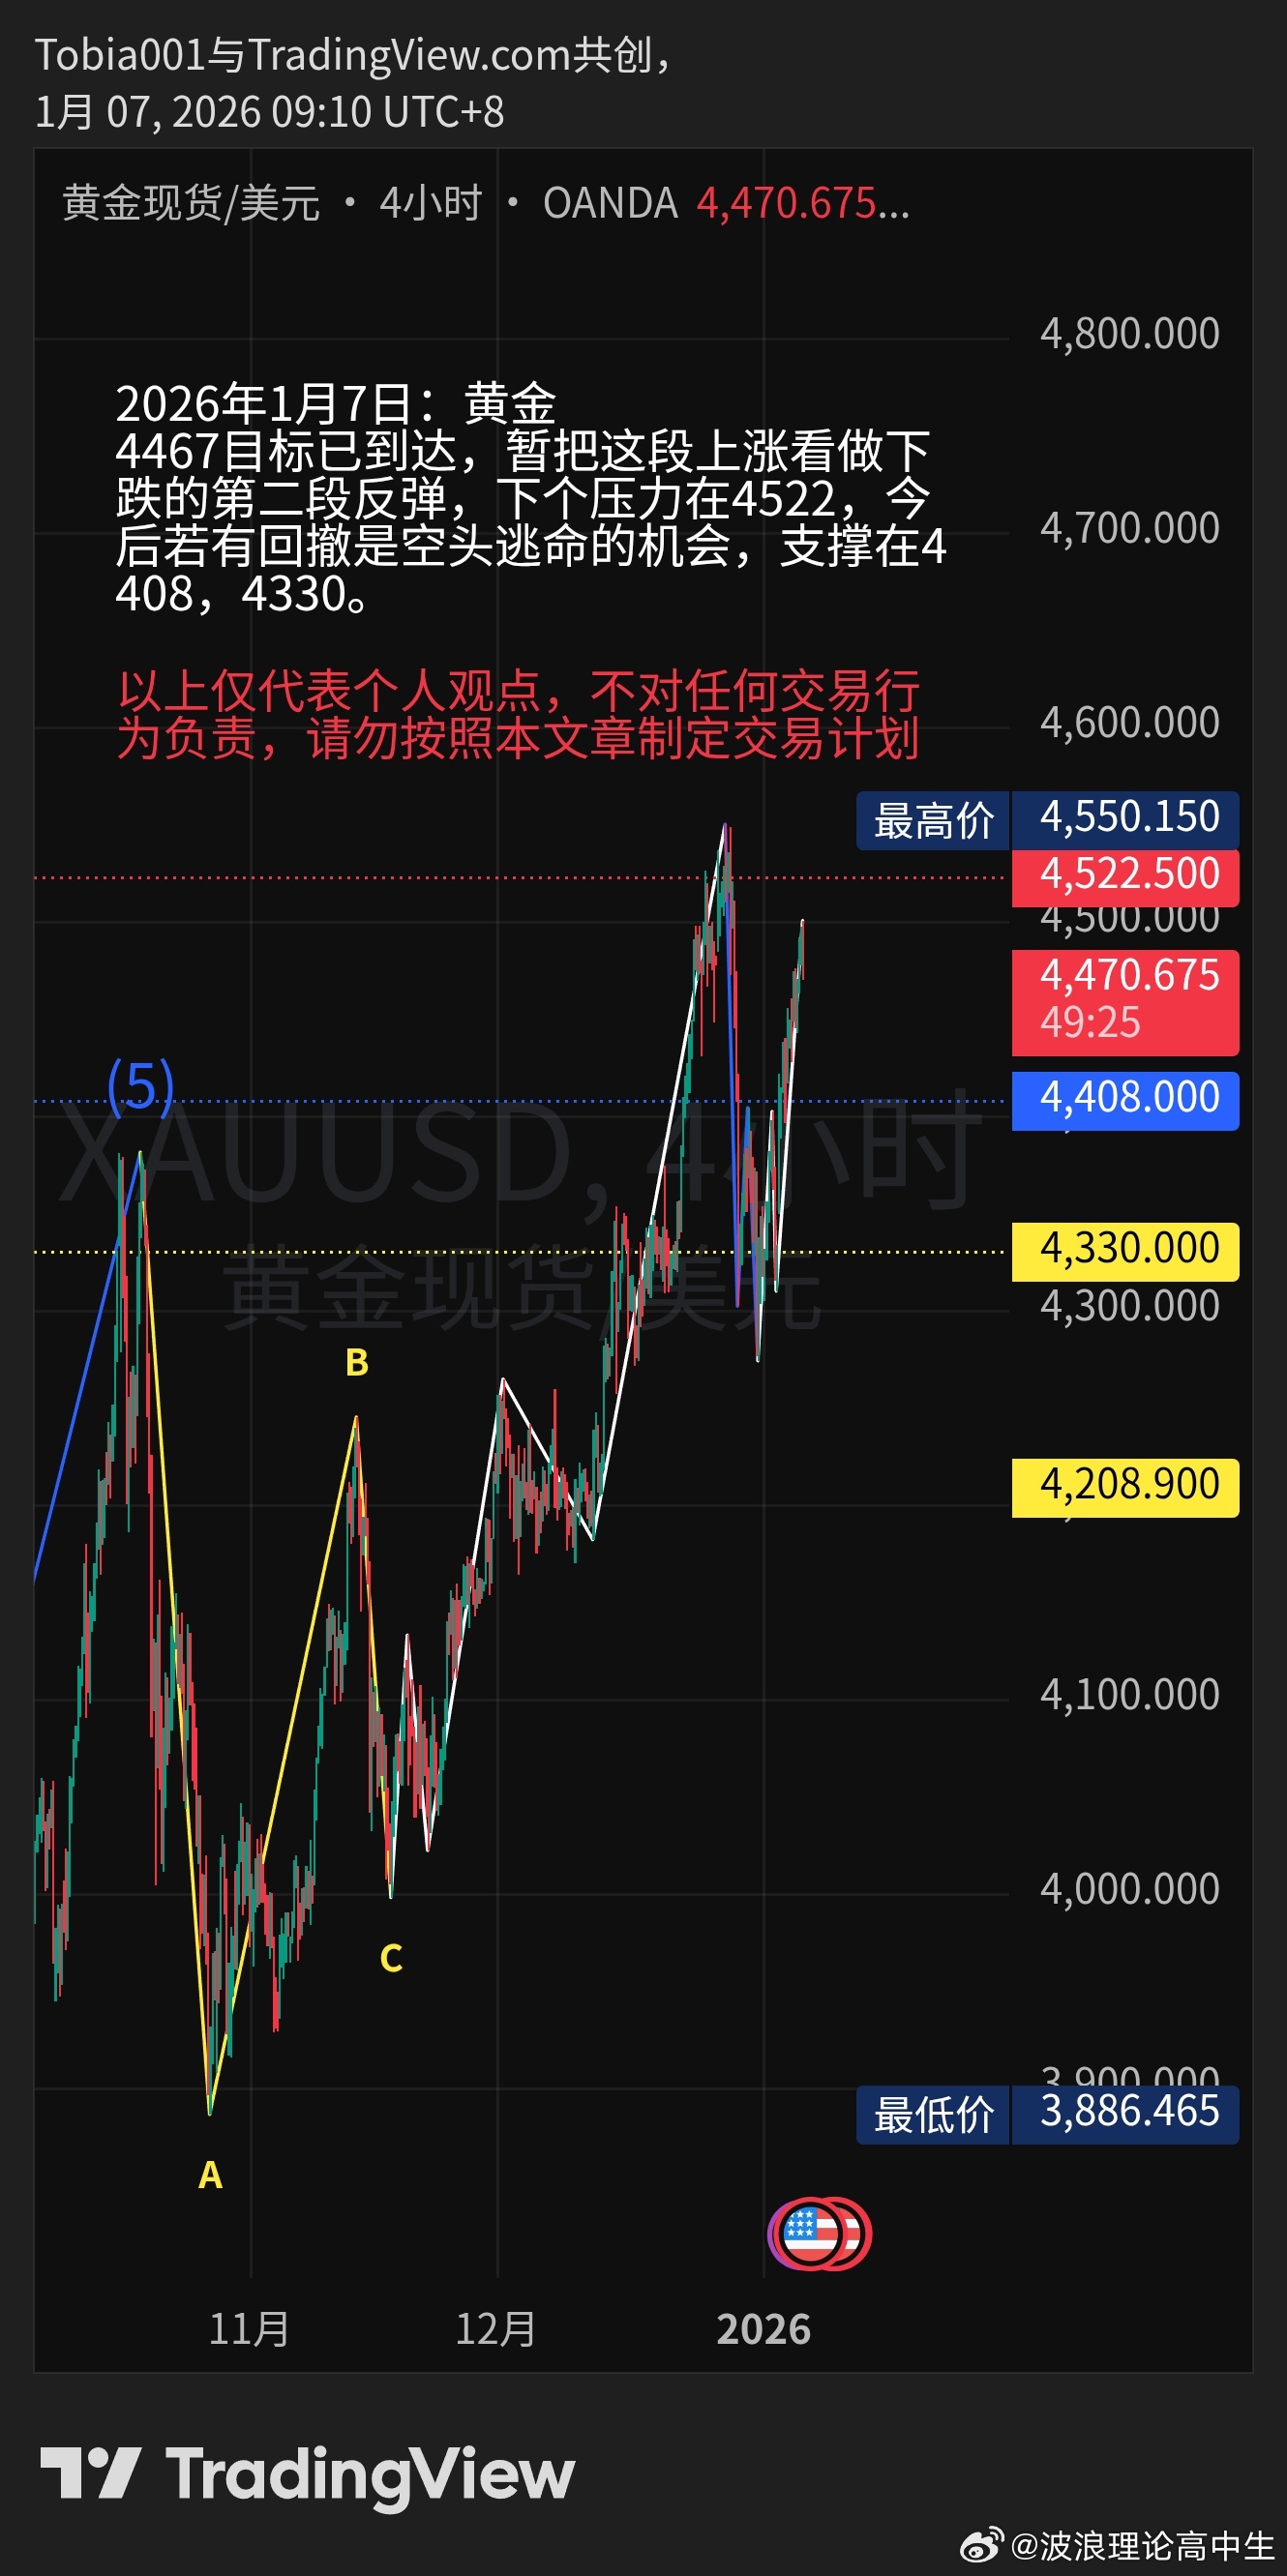 Tobia001与TradingView.com共创，
1月 07, 2026 09:10 UTC+8
黄金现货/美元 · 4小时 · OANDA 4,470.675...
4,800.000
2026年1月7日：黄金
4467目标已到达，暂把这段上涨看做下
跌的第二段反弹，下个压力在4522，今
后若有回撤是空头逃命的机会，支撑在4
408，4330。
4,700.000
以上仅代表个人观点，不对任何交易行
为负责，请勿按照本文章制定交易计划
4,600.000
最高价 4,550.150
4,522.500
4,500.000
4,470.675
49:25
(5)
4,408.000
XAUUSD, 4小时
黄金现货/美元
4,330.000
4,300.000
B
4,208.900
4,100.000
4,000.000
C
3,900.000
最低价 3,886.465
A
11月 12月 2026
TradingView
@波浪理论高中生